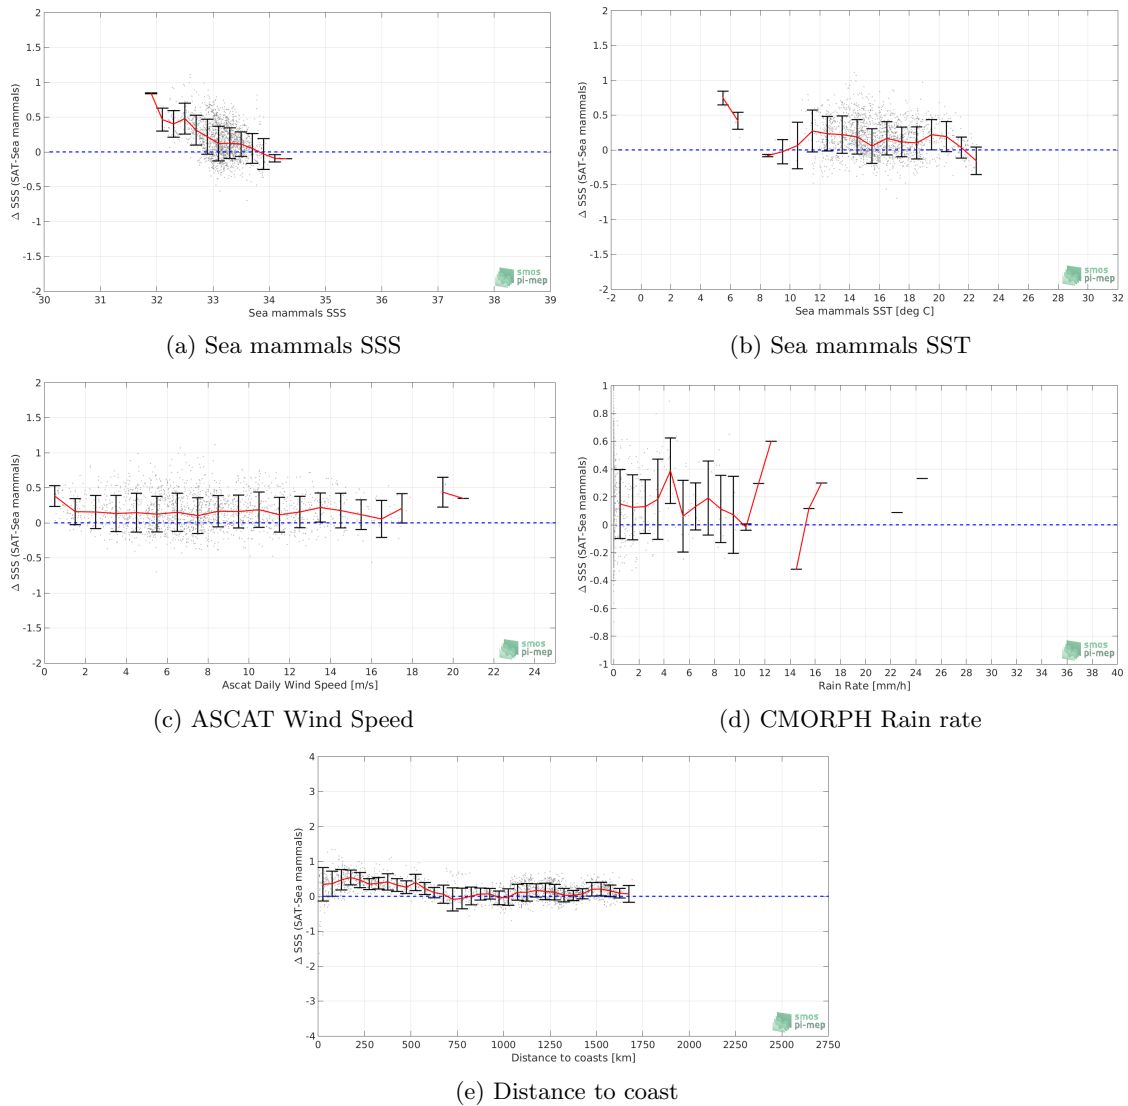 2
1.5
1
0.5
0
-0.5
-1
-1.5
-2
Δ SSS (SAT-Sea mammals)
30 31 32 33 34 35 36 37 38 39
Sea mammals SSS
smos
pi-mep
(a) Sea mammals SSS
2
1.5
1
0.5
0
-0.5
-1
-1.5
-2
Δ SSS (SAT-Sea mammals)
-2 0 2 4 6 8 10 12 14 16 18 20 22 24 26 28 30 32
Sea mammals SST [deg C]
smos
pi-mep
(b) Sea mammals SST
2
1.5
1
0.5
0
-0.5
-1
-1.5
-2
Δ SSS (SAT-Sea mammals)
0 2 4 6 8 10 12 14 16 18 20 22 24
Ascat Daily Wind Speed [m/s]
smos
pi-mep
(c) ASCAT Wind Speed
1
0.8
0.6
0.4
0.2
0
-0.2
-0.4
-0.6
-0.8
-1
Δ SSS (SAT-Sea mammals)
0 2 4 6 8 10 12 14 16 18 20 22 24 26 28 30 32 34 36 38 40
Rain Rate [mm/h]
smos
pi-mep
(d) CMORPH Rain rate
4
3
2
1
0
-1
-2
-3
-4
Δ SSS (SAT-Sea mammals)
0 250 500 750 1000 1250 1500 1750 2000 2250 2500 2750
Distance to coasts [km]
smos
pi-mep
(e) Distance to coast